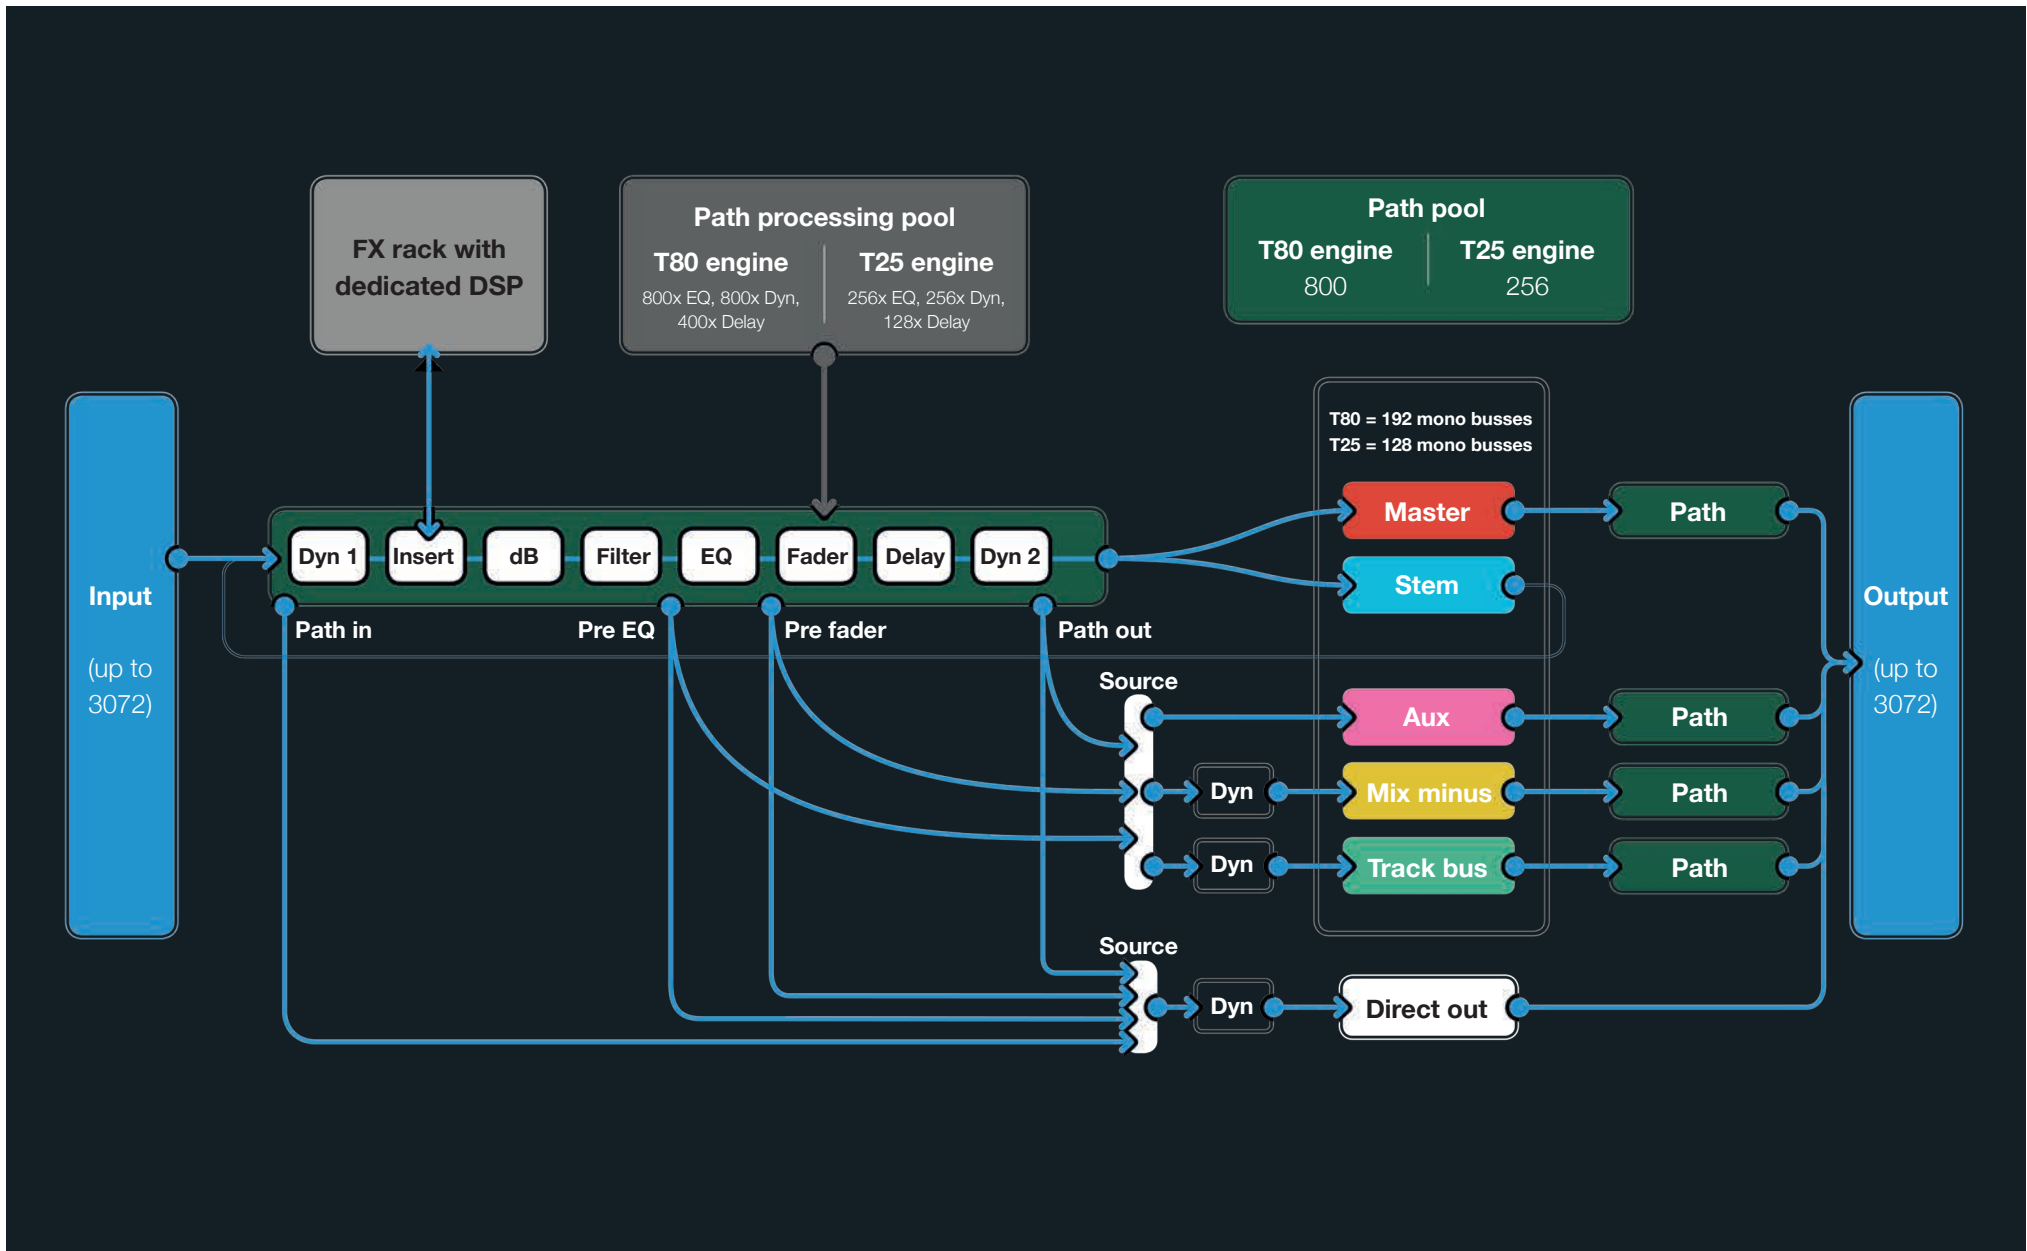 FX rack with
dedicated DSP
Path processing pool
T80 engine
800x EQ, 800x Dyn,
400x Delay
T25 engine
256x EQ, 256x Dyn,
128x Delay
Path pool
T80 engine
800
T25 engine
256
Input
(up to
3072)
Dyn 1
Insert
dB
Filter
EQ
Fader
Delay
Dyn 2
Path in
Pre EQ
Pre fader
Path out
T80 = 192 mono busses
T25 = 128 mono busses
Master
Path
Stem
Source
Aux
Path
Dyn
Mix minus
Path
Dyn
Track bus
Path
Source
Dyn
Direct out
Output
(up to
3072)